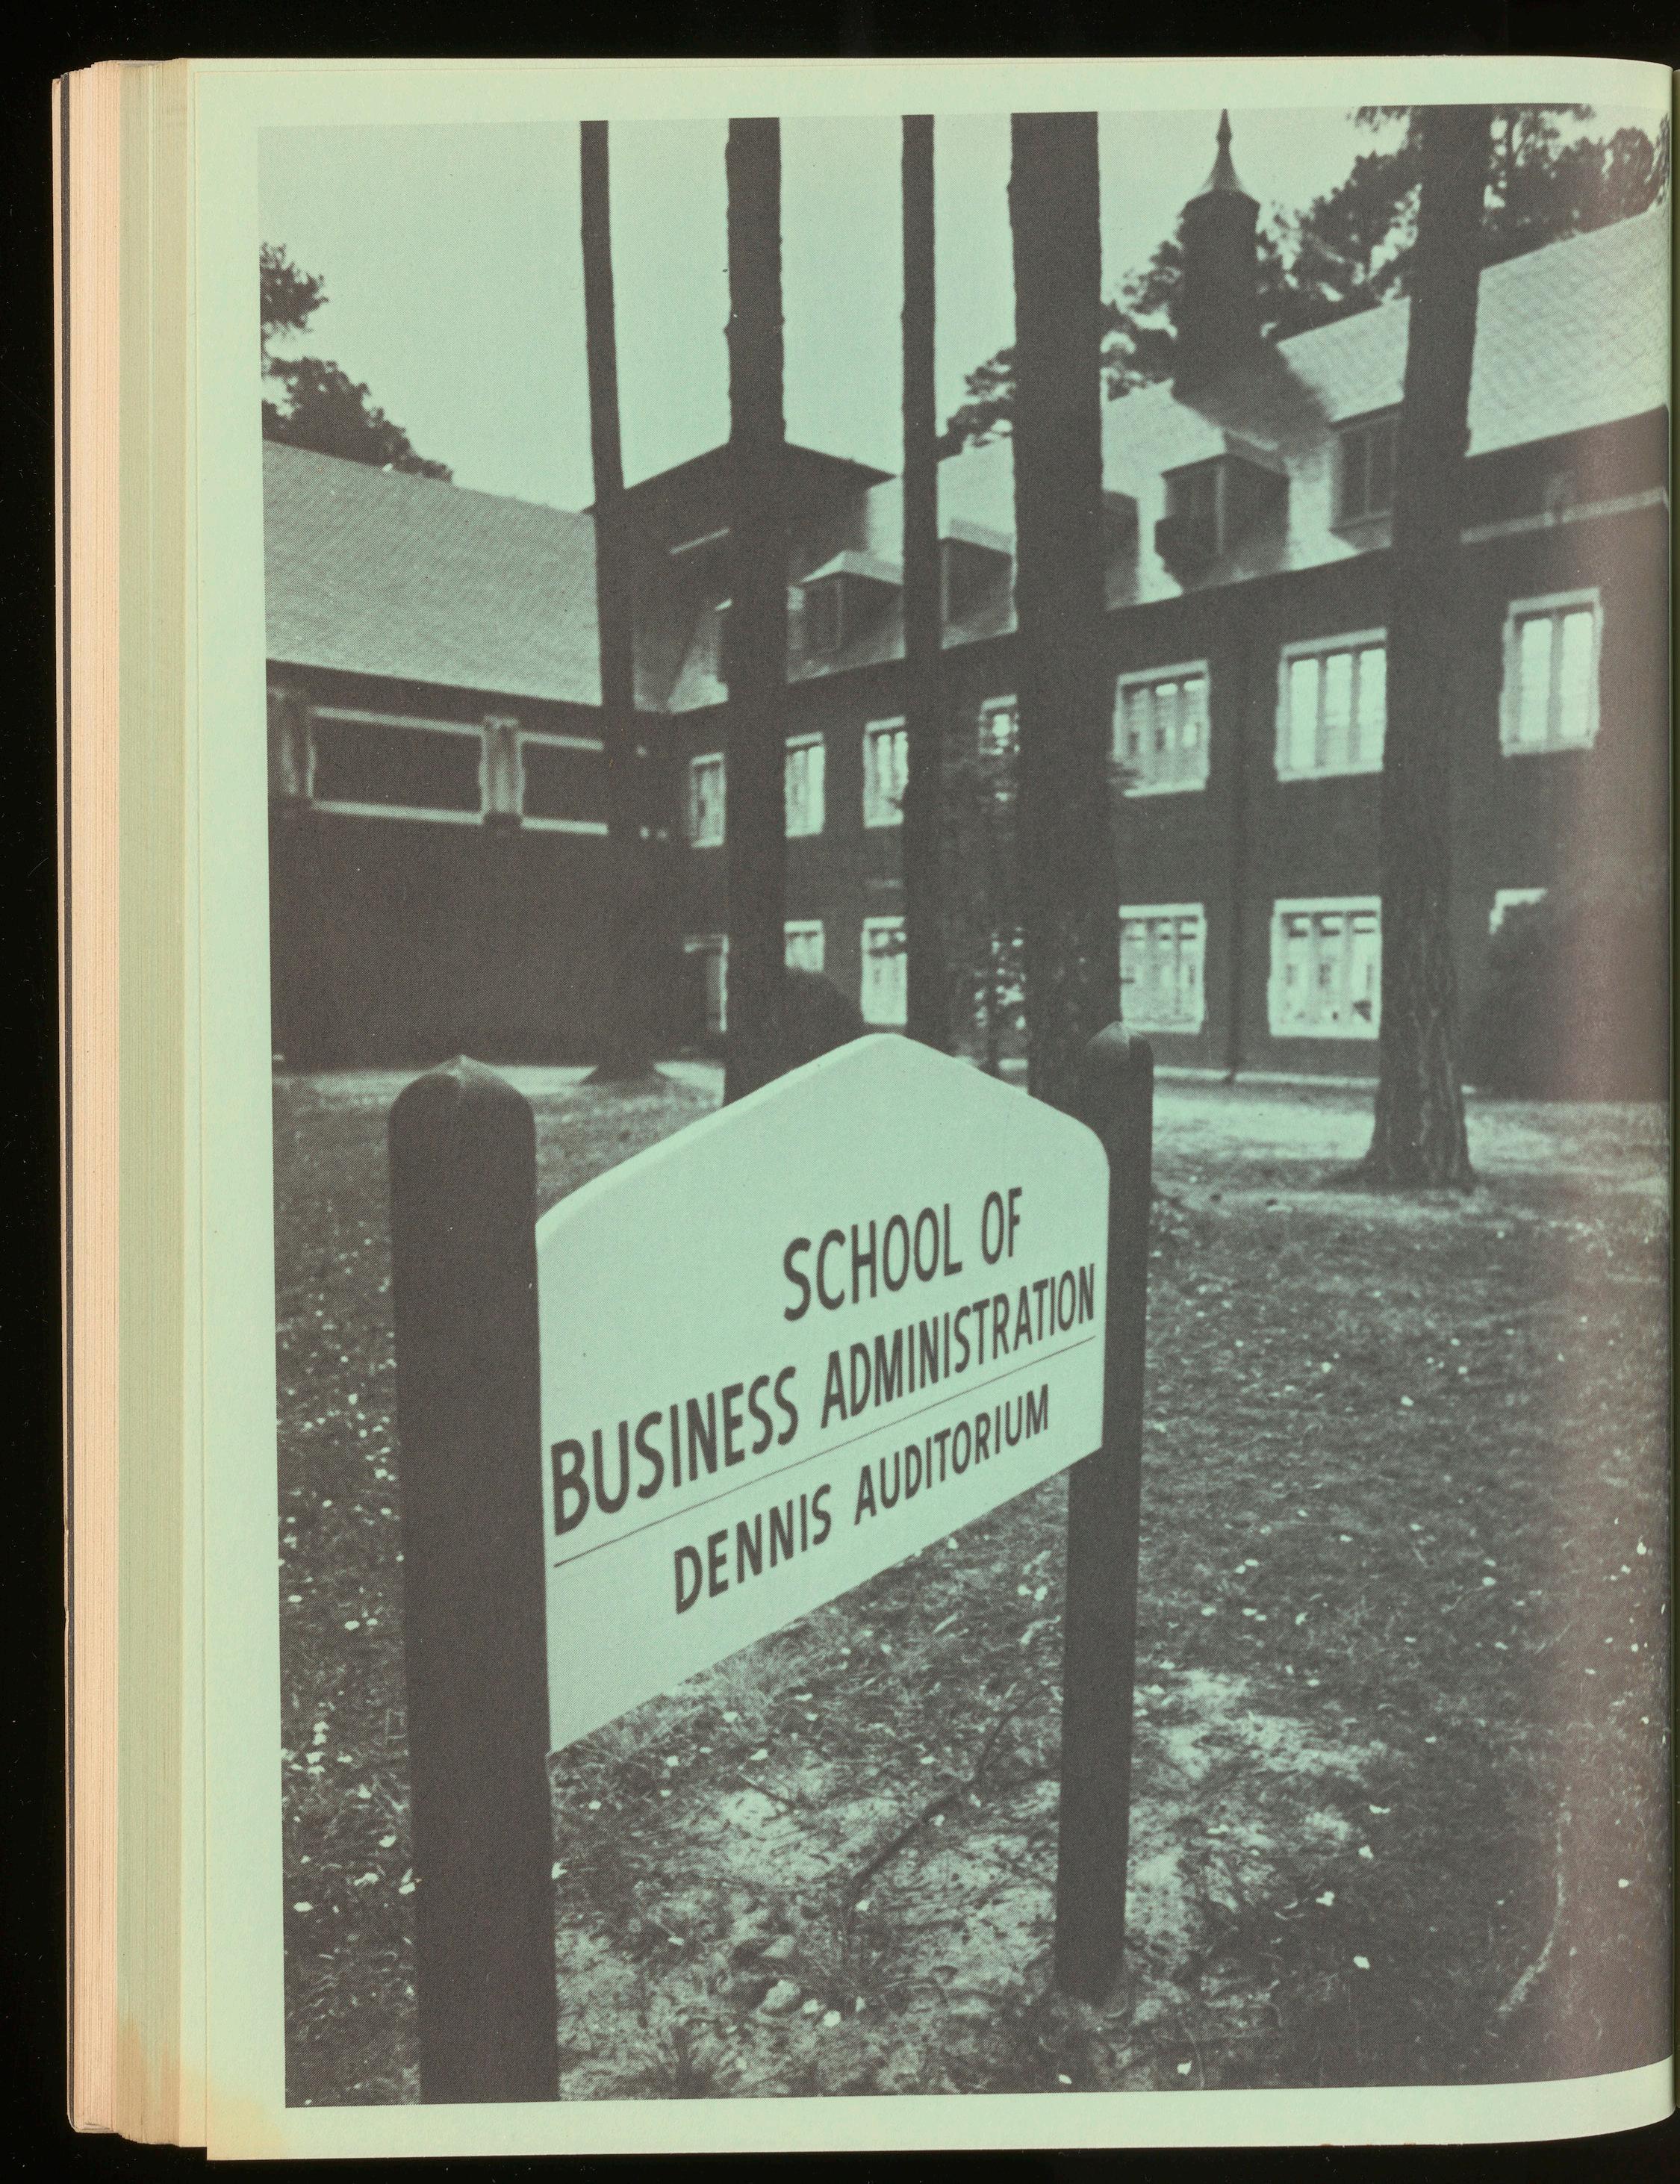 SCHOOL OF
BUSINESS ADMINISTRATION
DENNIS AUDITORIUM